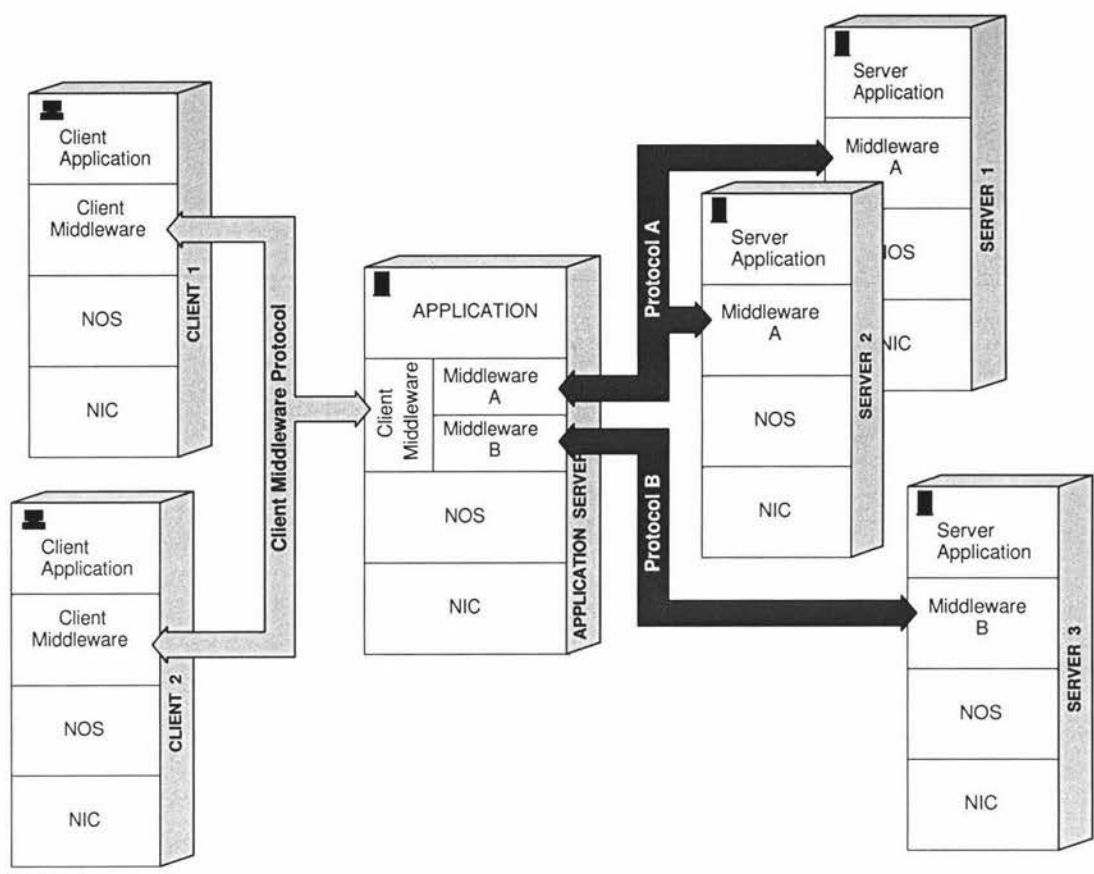 Client
Application
Client
Middleware
NOS
NIC
CLIENT 1
Client
Application
Client
Middleware
NOS
NIC
CLIENT 2
Client Middleware Protocol
APPLICATION
Client
Middleware
Middleware
A
Middleware
B
NOS
NIC
APPLICATION SERVER
Protocol A
Protocol B
Server
Application
Middleware
A
NOS
NIC
SERVER 1
Server
Application
Middleware
A
NOS
NIC
SERVER 2
Server
Application
Middleware
B
NOS
NIC
SERVER 3